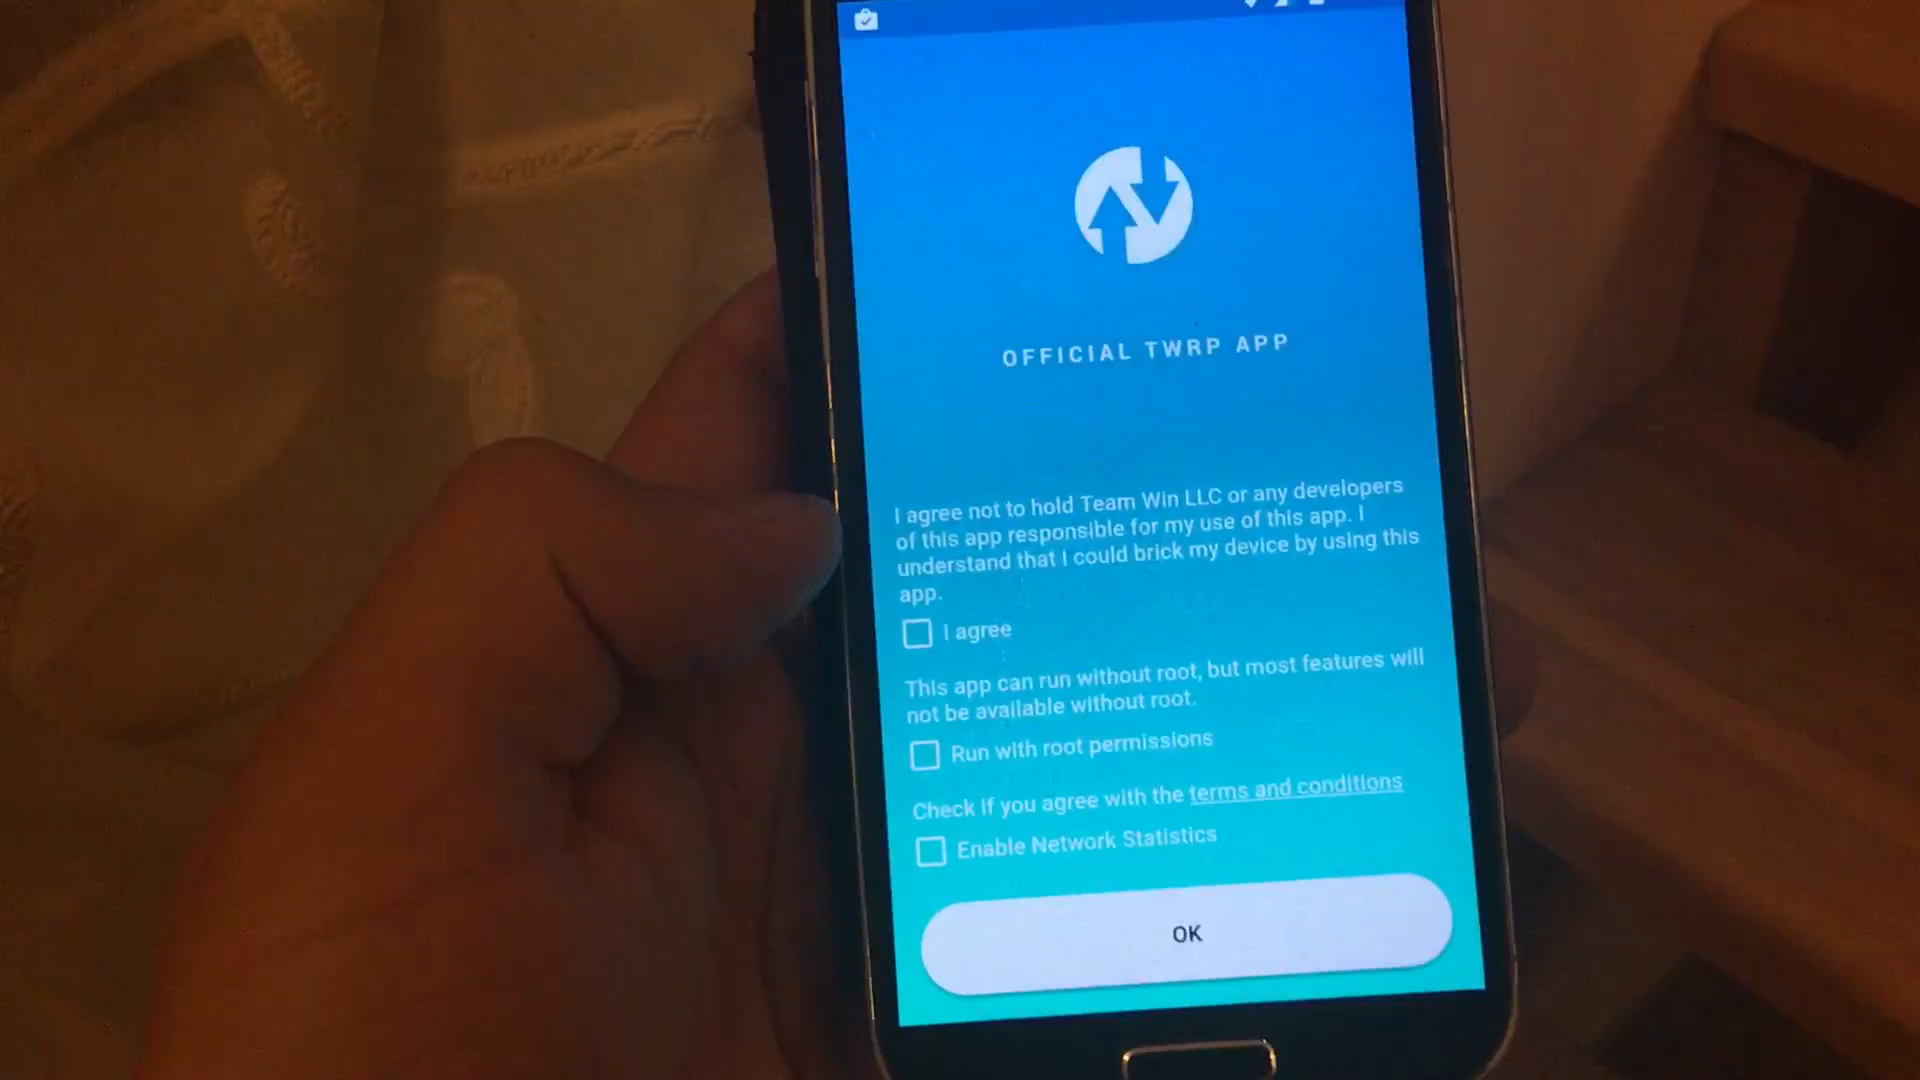 OFFICIAL TWRP APP
I agree not to hold Team Win LLC or any developers
of this app responsible for my use of this app. I
understand that I could brick my device by using this
app.
I agree
This app can run without root, but most features will
not be available without root.
Run with root permissions
Check if you agree with the terms and conditions
Enable Network Statistics
OK